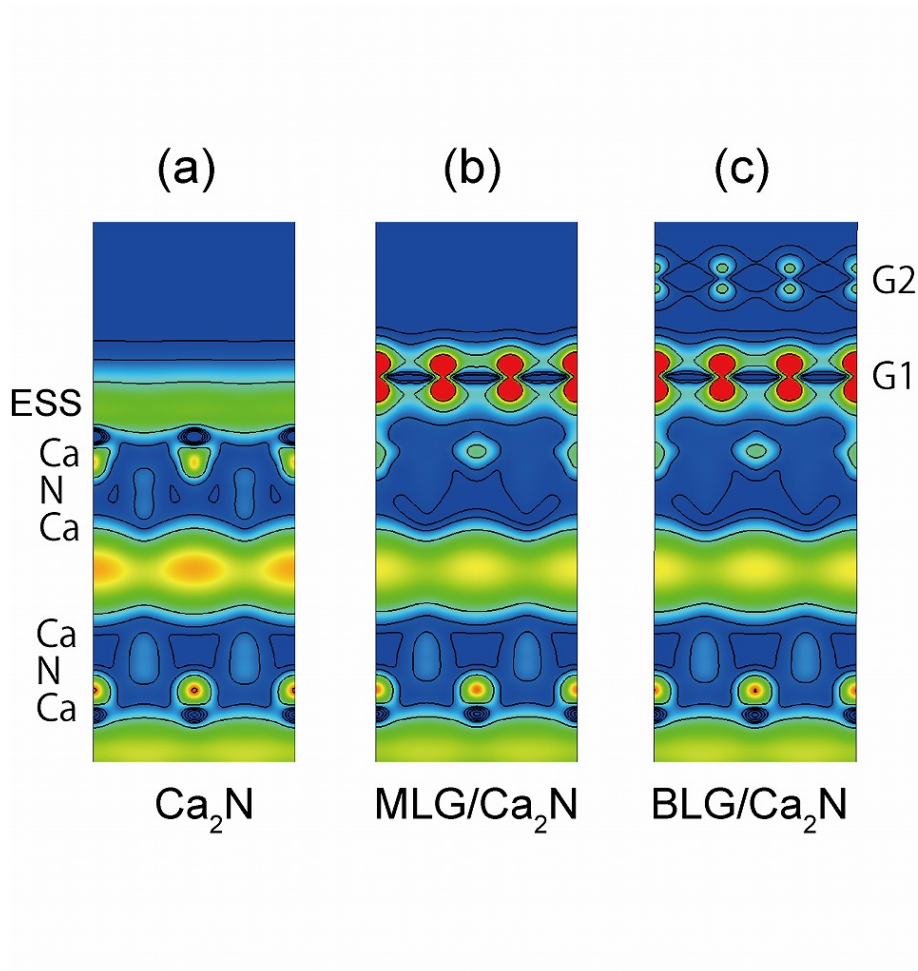 (a) (b) (c)
G2
G1
ESS
Ca
N
Ca
Ca
N
Ca
Ca₂N MLG/Ca₂N BLG/Ca₂N